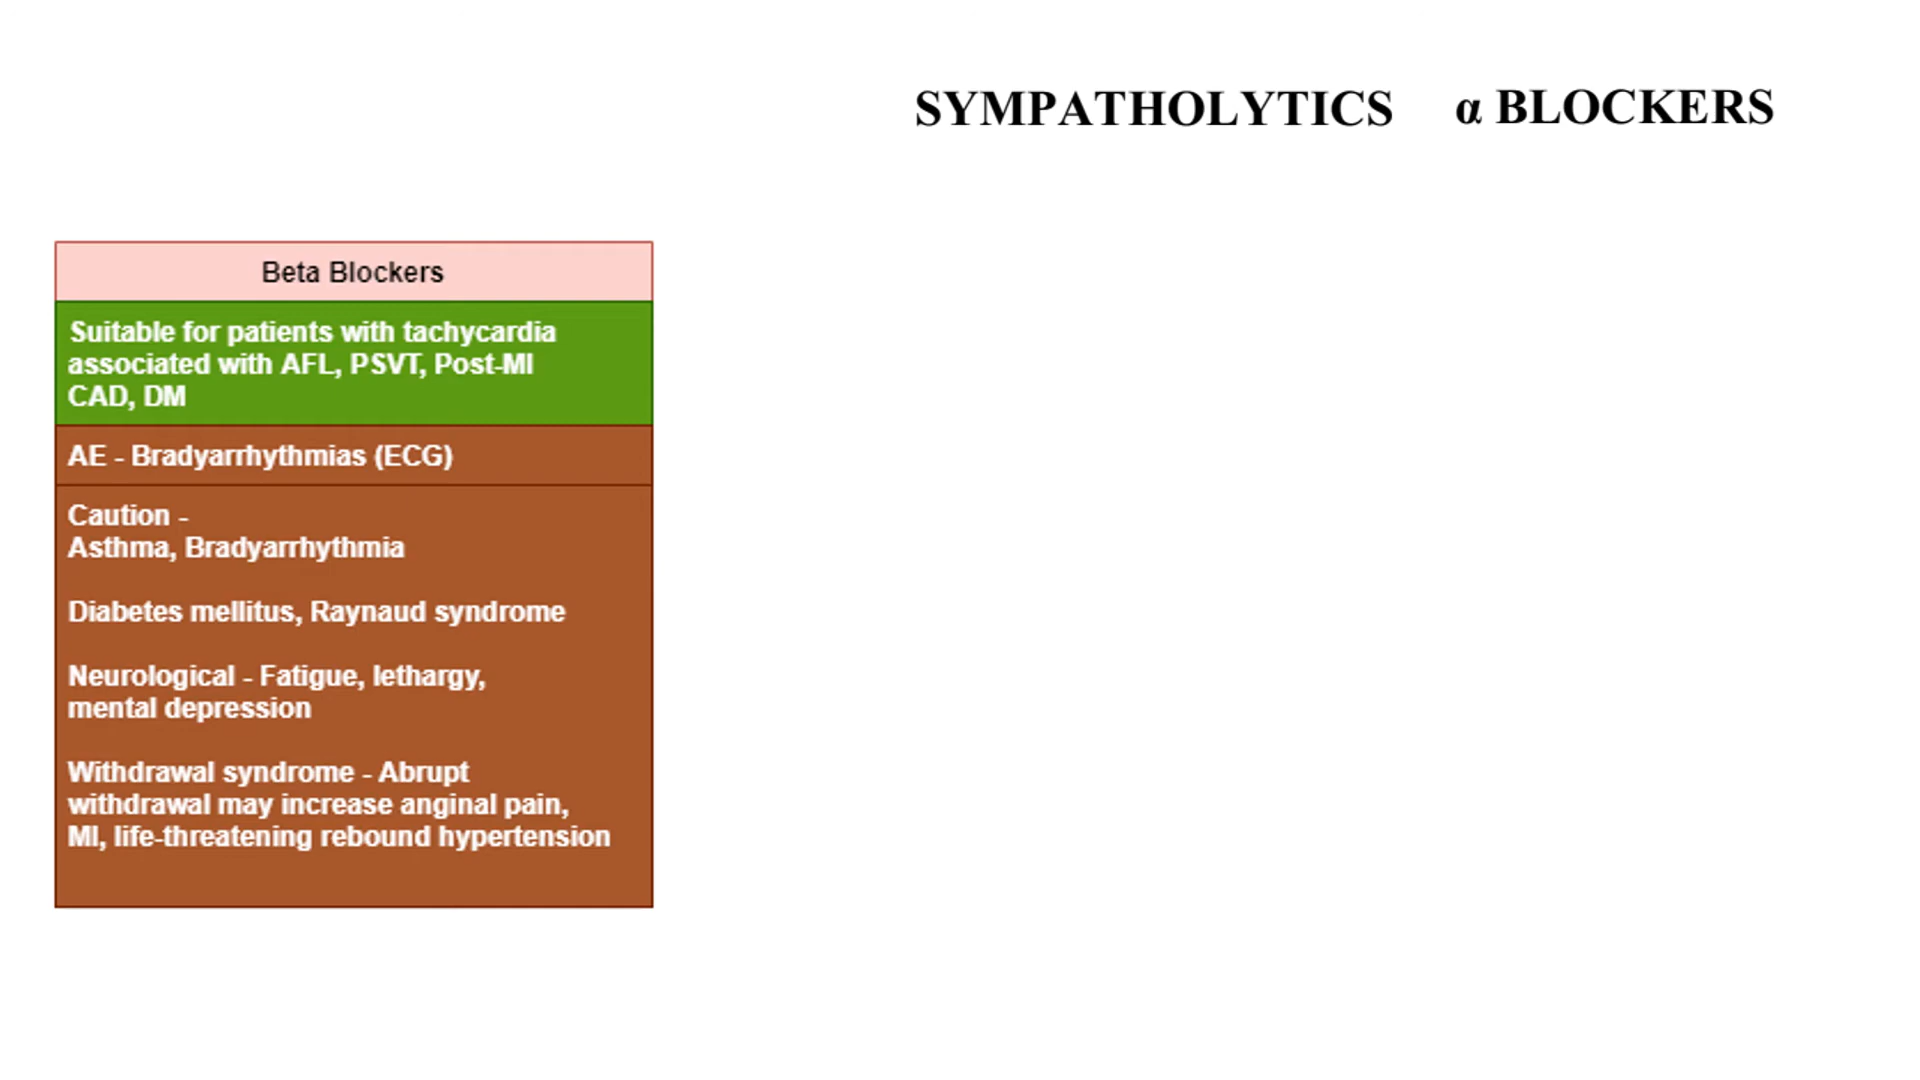 SYMPATHOLYTICS α BLOCKERS
Beta Blockers
Suitable for patients with tachycardia
associated with AFL, PSVT, Post-MI
CAD, DM
AE - Bradyarrhythmias (ECG)
Caution -
Asthma, Bradyarrhythmia
Diabetes mellitus, Raynaud syndrome
Neurological - Fatigue, lethargy,
mental depression
Withdrawal syndrome - Abrupt
withdrawal may increase anginal pain,
MI, life-threatening rebound hypertension